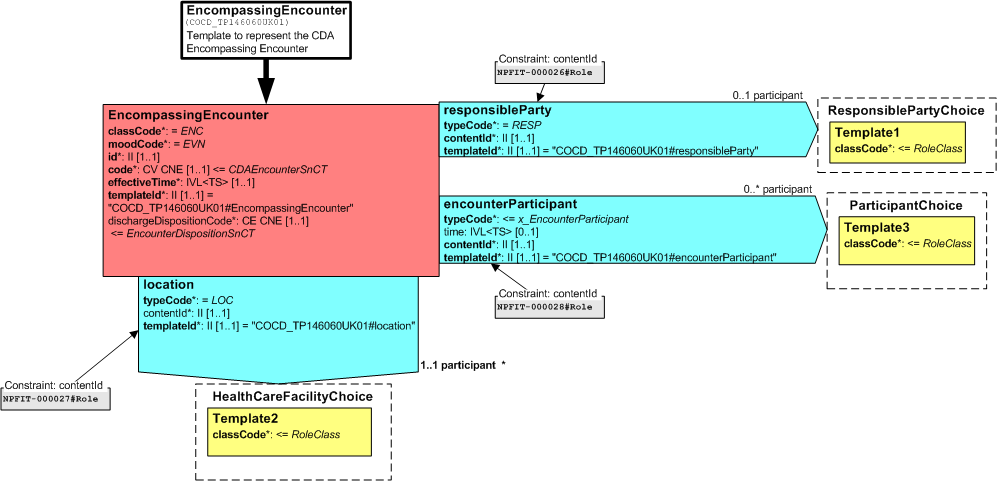 EncompassingEncounter
(COCD_TP146060UK01)
Template to represent the CDA
Encompassing Encounter
EncompassingEncounter
classCode*: = ENC
moodCode*: = EVN
id*: II [1..1]
code*: CV CNE [1..1] <= CDAEncounterSnCT
effectiveTime*: IVL<TS> [1..1]
templateId*: II [1..1] =
"COCD_TP146060UK01#EncompassingEncounter"
dischargeDispositionCode*: CE CNE [1..1]
<= EncounterDispositionSnCT
Constraint: contentId
NPFIT-000026#Role
0..1 participant
responsibleParty
typeCode*: = RESP
contentId*: II [1..1]
templateId*: II [1..1] = "COCD_TP146060UK01#responsibleParty"
ResponsiblePartyChoice
Template1
classCode*: <= RoleClass
0..* participant
encounterParticipant
typeCode*: <= x_EncounterParticipant
time: IVL<TS> [0..1]
contentId*: II [1..1]
templateId*: II [1..1] = "COCD_TP146060UK01#encounterParticipant"
ParticipantChoice
Template3
classCode*: <= RoleClass
Constraint: contentId
NPFIT-000028#Role
location
typeCode*: = LOC
contentId*: II [1..1]
templateId*: II [1..1] = "COCD_TP146060UK01#location"
1..1 participant *
Constraint: contentId
NPFIT-000027#Role
HealthCareFacilityChoice
Template2
classCode*: <= RoleClass